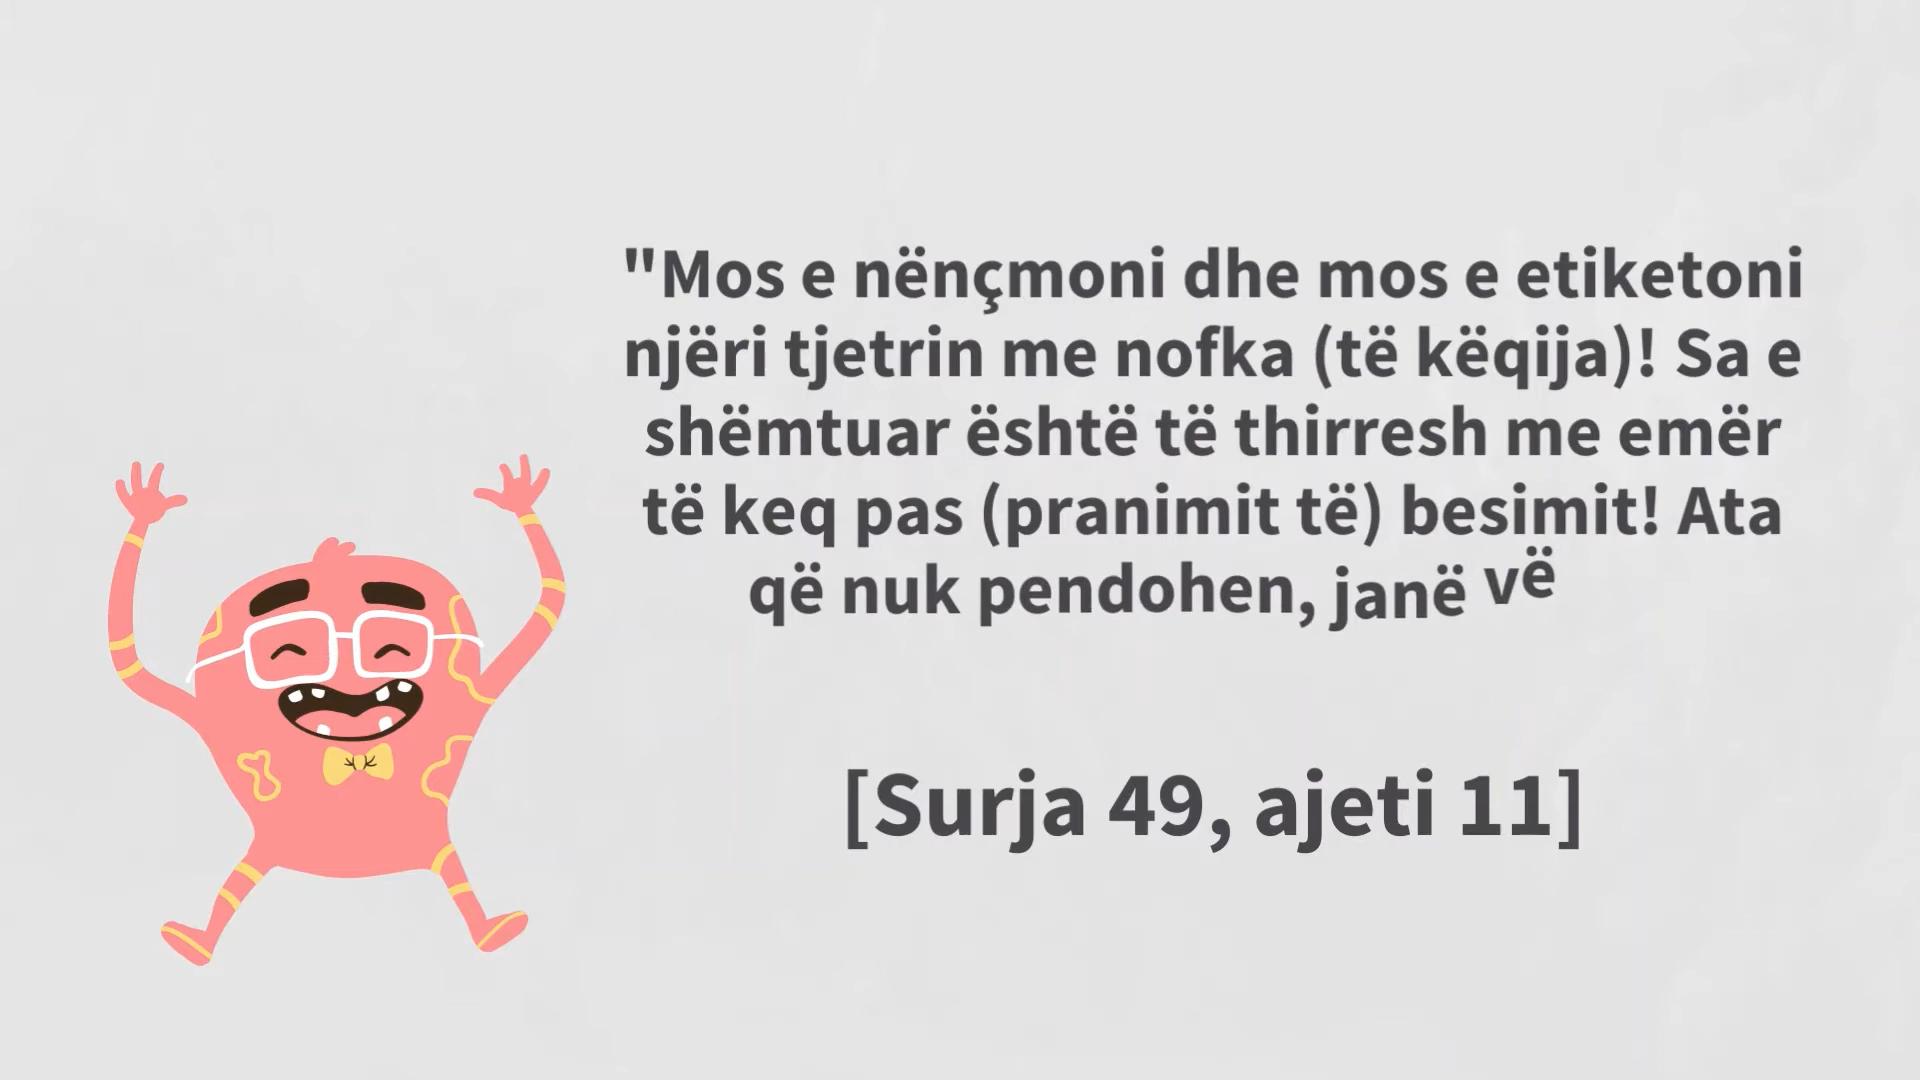 "Mos e nënçmoni dhe mos e etiketoni
njëri tjetrin me nofka (të këqija)! Sa e
shëmtuar është të thirresh me emër
të keq pas (pranimit të) besimit! Ata
që nuk pendohen, janë vë
[Surja 49, ajeti 11]